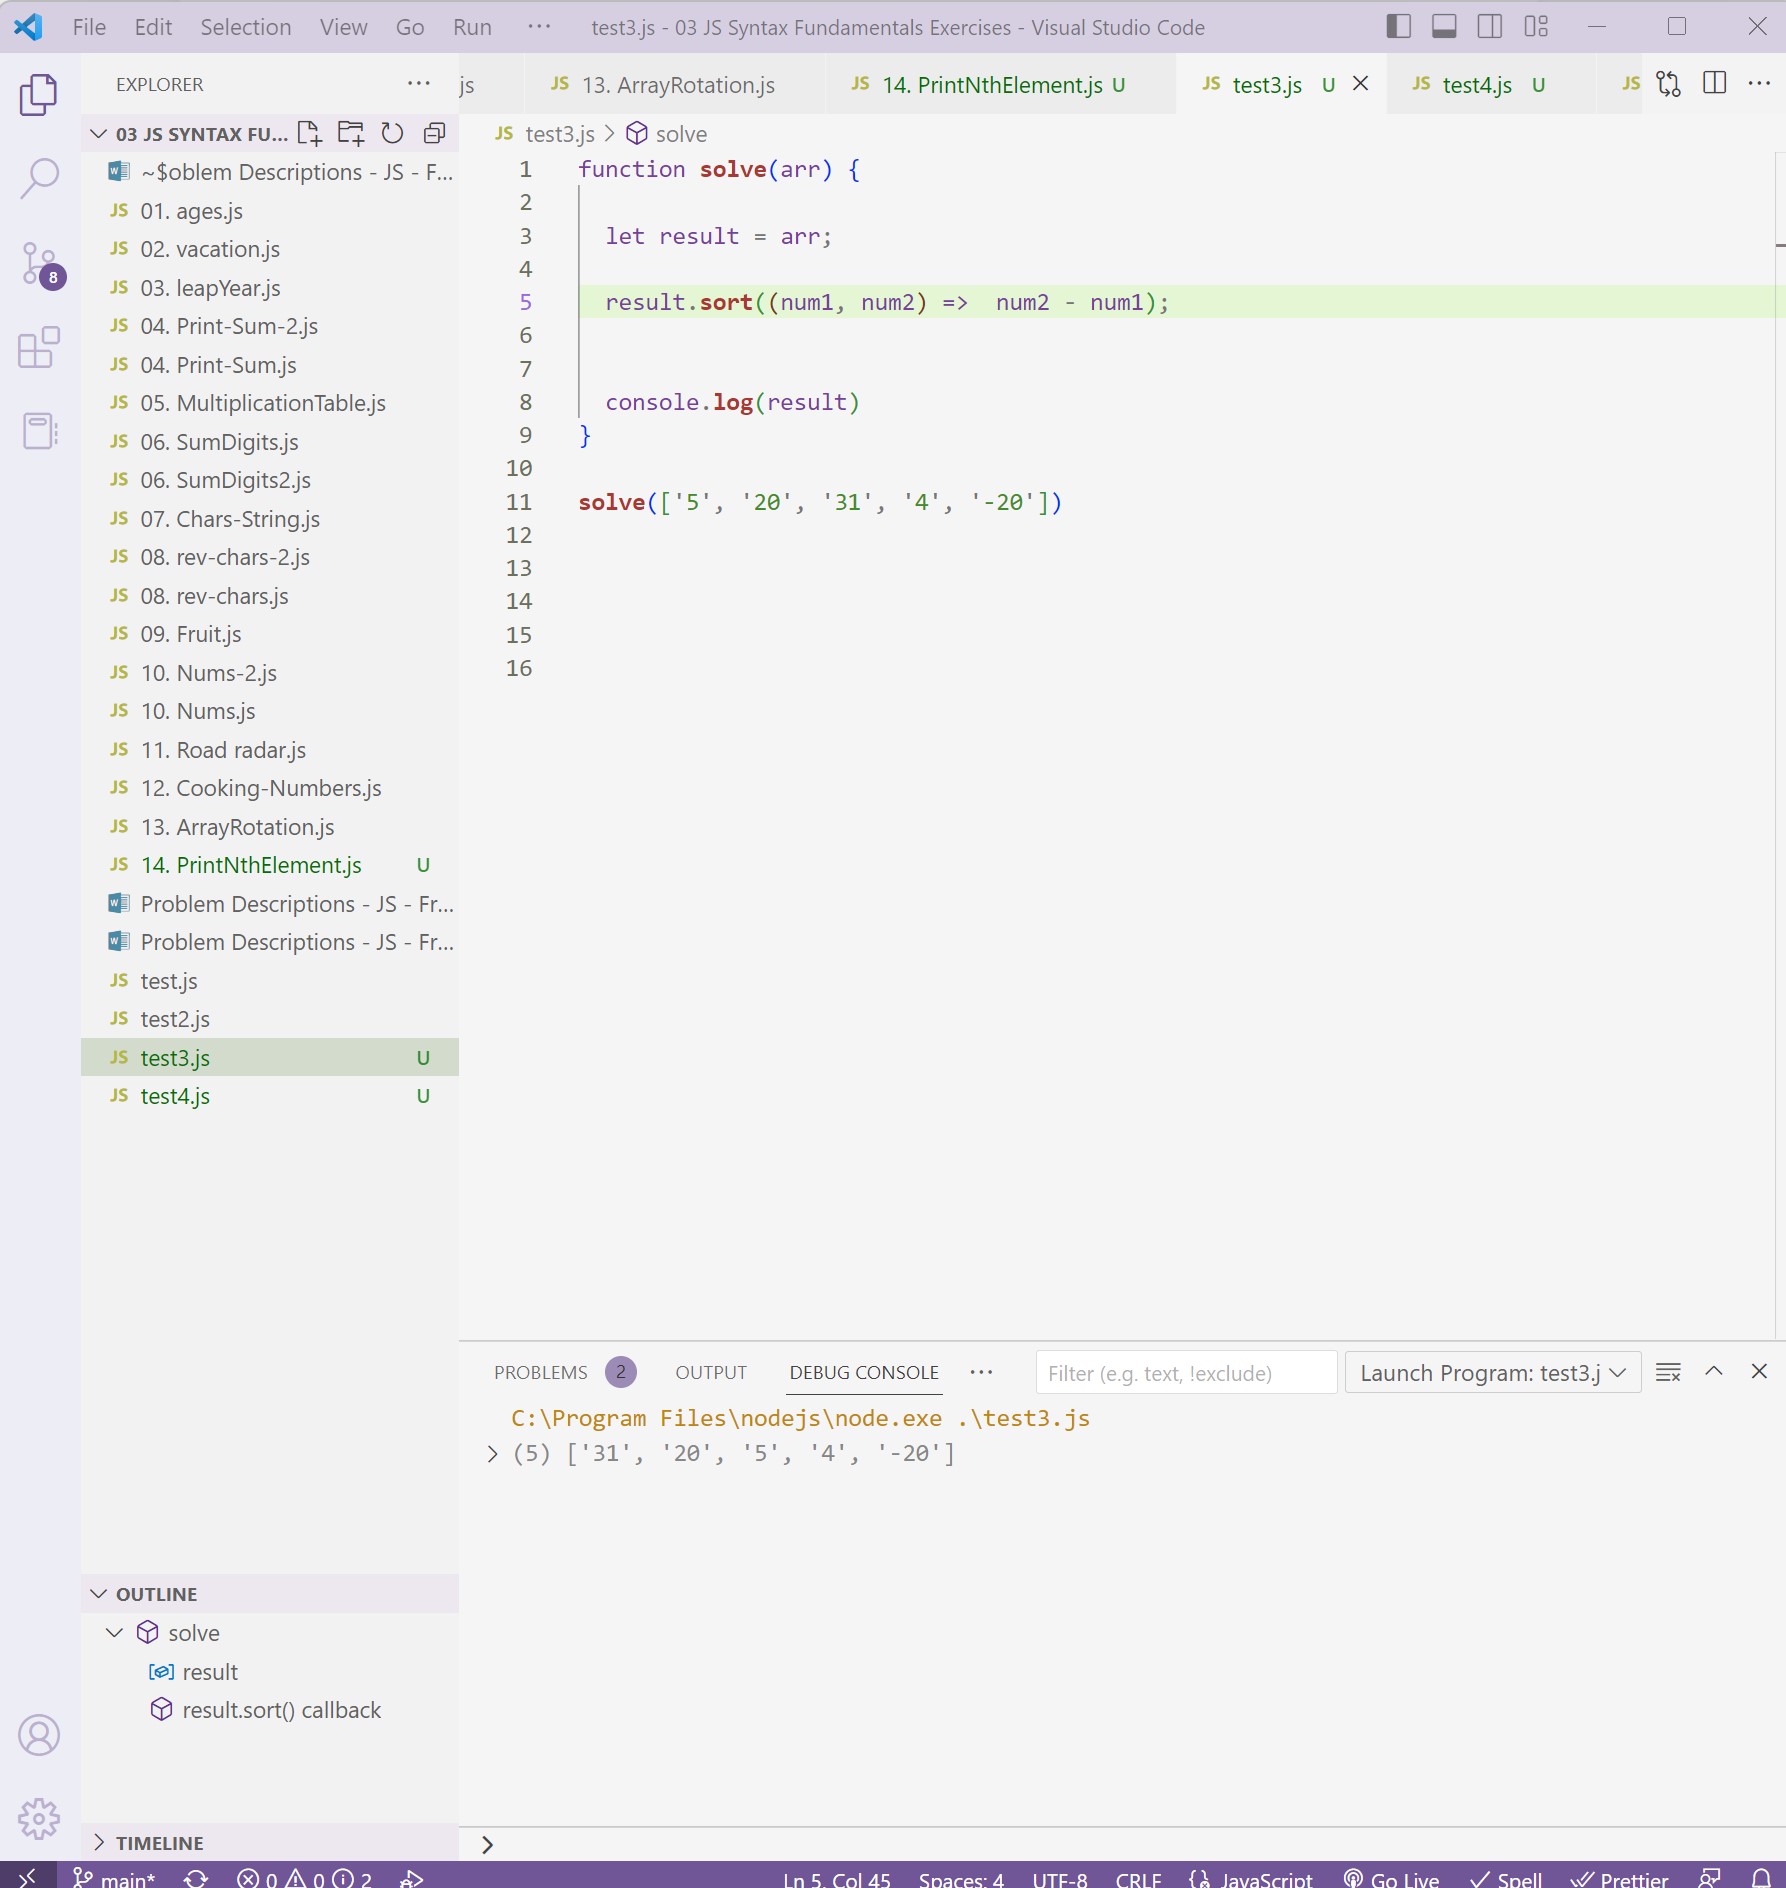 File Edit Selection View Go Run ··· test3.js - 03 JS Syntax Fundamentals Exercises - Visual Studio Code
EXPLORER ···
js
JS 13. ArrayRotation.js
JS 14. PrintNthElement.js U
JS test3.js U
JS test4.js U
JS
···
03 JS SYNTAX FU...
~$oblem Descriptions - JS - F...
JS 01. ages.js
JS 02. vacation.js
JS 03. leapYear.js
JS 04. Print-Sum-2.js
JS 04. Print-Sum.js
JS 05. MultiplicationTable.js
JS 06. SumDigits.js
JS 06. SumDigits2.js
JS 07. Chars-String.js
JS 08. rev-chars-2.js
JS 08. rev-chars.js
JS 09. Fruit.js
JS 10. Nums-2.js
JS 10. Nums.js
JS 11. Road radar.js
JS 12. Cooking-Numbers.js
JS 13. ArrayRotation.js
JS 14. PrintNthElement.js U
Problem Descriptions - JS - Fr...
Problem Descriptions - JS - Fr...
JS test.js
JS test2.js
JS test3.js U
JS test4.js U
8
JS test3.js > solve
1 function solve(arr) {
2
3 let result = arr;
4
5 result.sort((num1, num2) =>  num2 - num1);
6
7
8 console.log(result)
9 }
10
11 solve(['5', '20', '31', '4', '-20'])
12
13
14
15
16
PROBLEMS 2 OUTPUT DEBUG CONSOLE ··· Filter (e.g. text, !exclude) Launch Program: test3.j
C:\Program Files\nodejs\node.exe .\test3.js
> (5) ['31', '20', '5', '4', '-20']
OUTLINE
solve
result
result.sort() callback
TIMELINE
>
main* 0 0 2 Ln 5, Col 45 Spaces: 4 UTF-8 CRLF JavaScript Go Live Spell Prettier